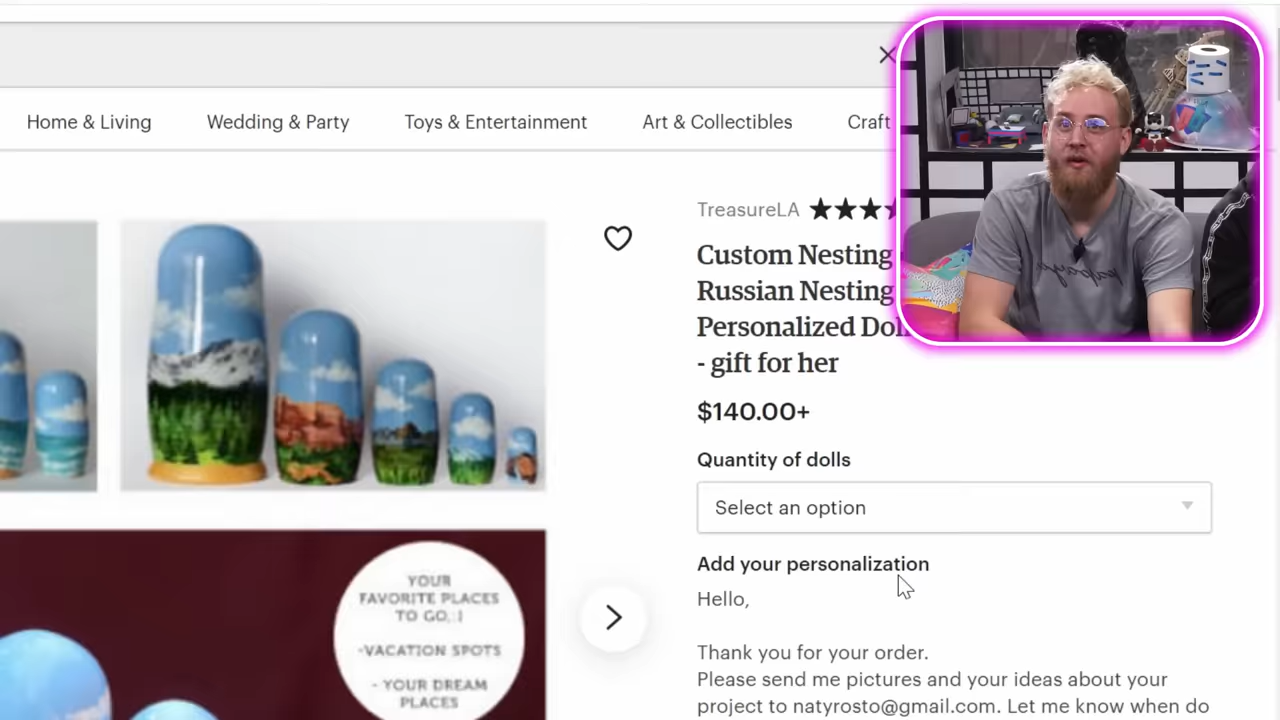 Home & Living
Wedding & Party
Toys & Entertainment
Art & Collectibles
Craft
TreasureLA
Custom Nesting
Russian Nesting
Personalized Dol
- gift for her
$140.00+
Quantity of dolls
Select an option
Add your personalization
Hello,
Thank you for your order.
Please send me pictures and your ideas about your
project to natyrosto@gmail.com. Let me know when do
YOUR
FAVORITE PLACES
TO GO,:)
-VACATION SPOTS
- YOUR DREAM
PLACES